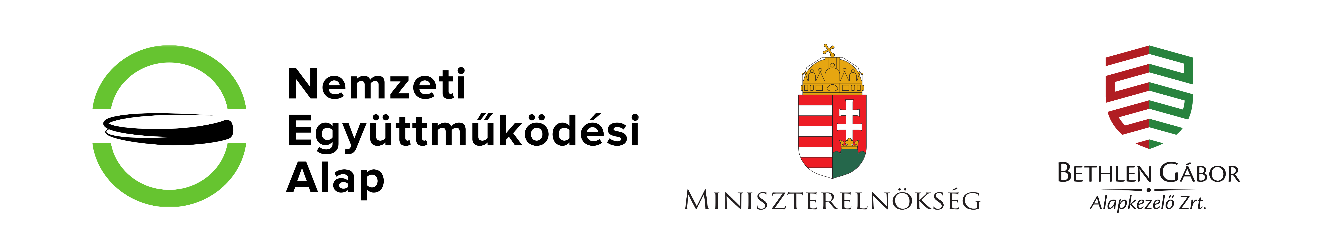 Nemzeti
Együttműködési
Alap
MINISZTERELNÖKSÉG
BETHLEN GÁBOR
Alapkezelő Zrt.